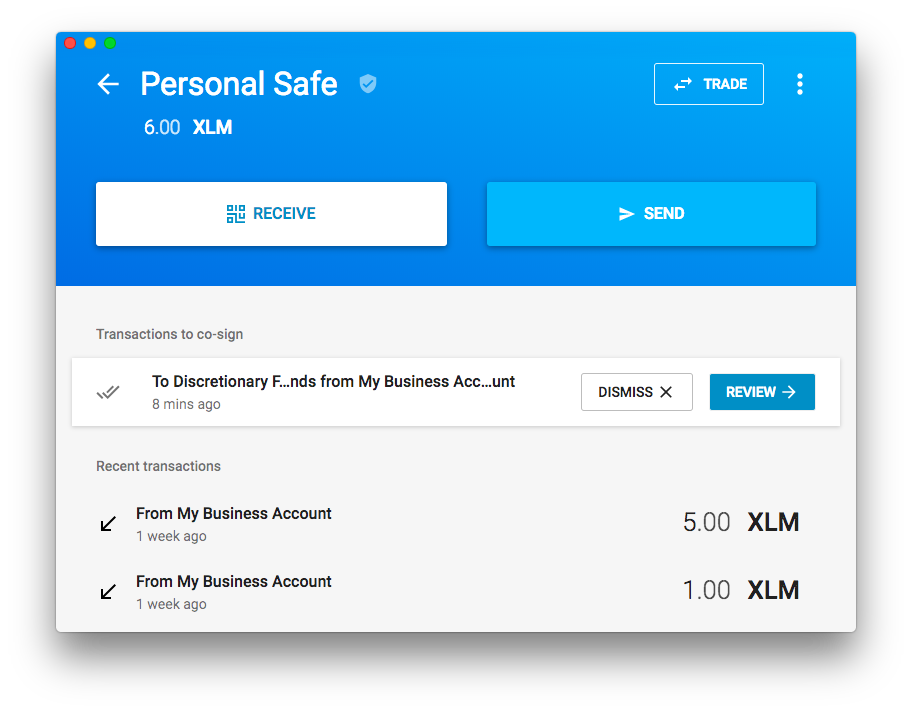 Personal Safe
TRADE
6.00 XLM
RECEIVE
SEND
Transactions to co-sign
To Discretionary F...nds from My Business Acc...unt
8 mins ago
DISMISS
REVIEW
Recent transactions
From My Business Account
1 week ago
5.00 XLM
From My Business Account
1 week ago
1.00 XLM